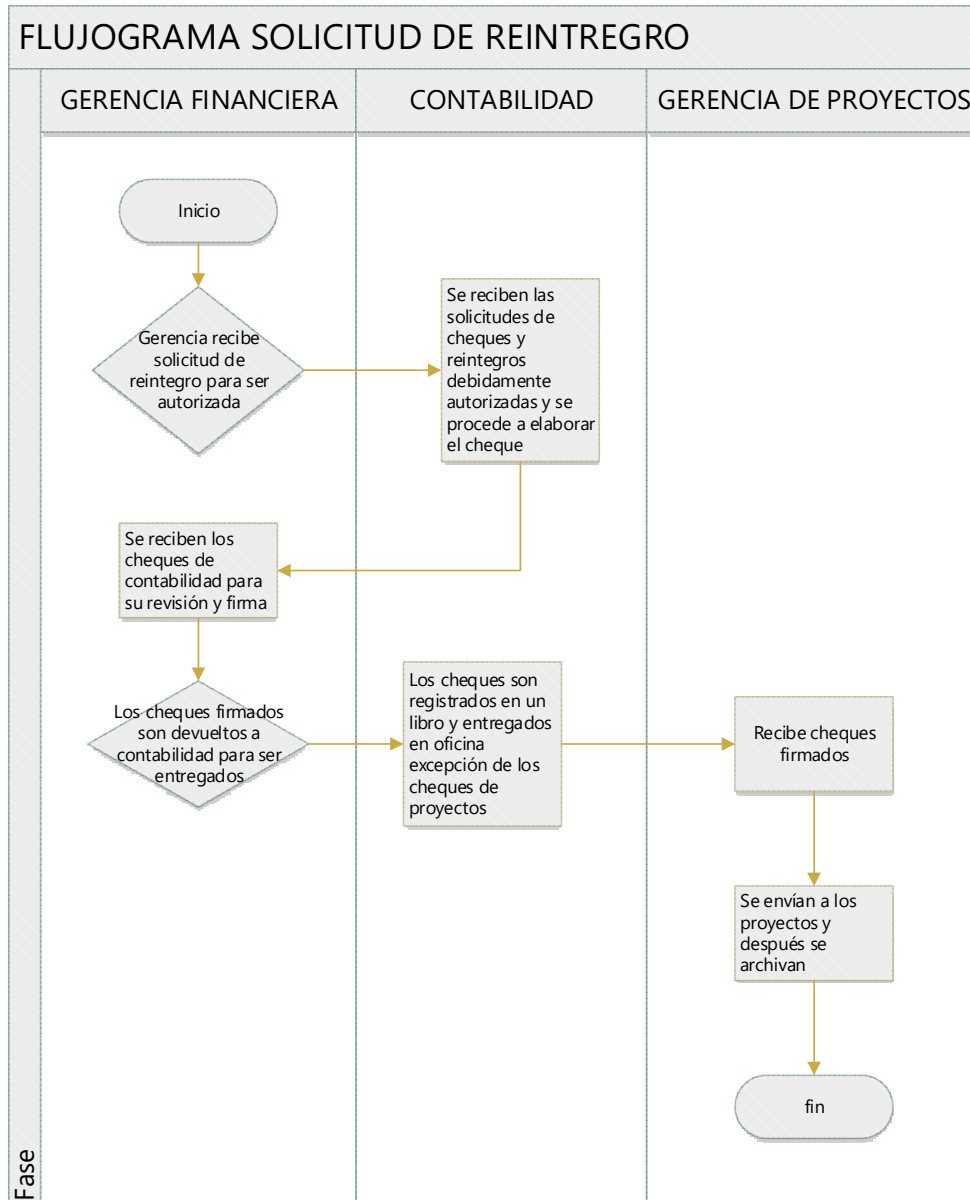 FLUJOGRAMA SOLICITUD DE REINTREGRO
GERENCIA FINANCIERA
CONTABILIDAD
GERENCIA DE PROYECTOS
Inicio
Gerencia recibe
solicitud de
reintegro para ser
autorizada
Se reciben las
solicitudes de
cheques y
reintegros
debidamente
autorizadas y se
procede a elaborar
el cheque
Se reciben los
cheques de
contabilidad para
su revisión y firma
Los cheques firmados
son devueltos a
contabilidad para ser
entregados
Los cheques son
registrados en un
libro y entregados
en oficina
excepción de los
cheques de
proyectos
Recibe cheques
firmados
Se envían a los
proyectos y
después se
archivan
fin
Fase